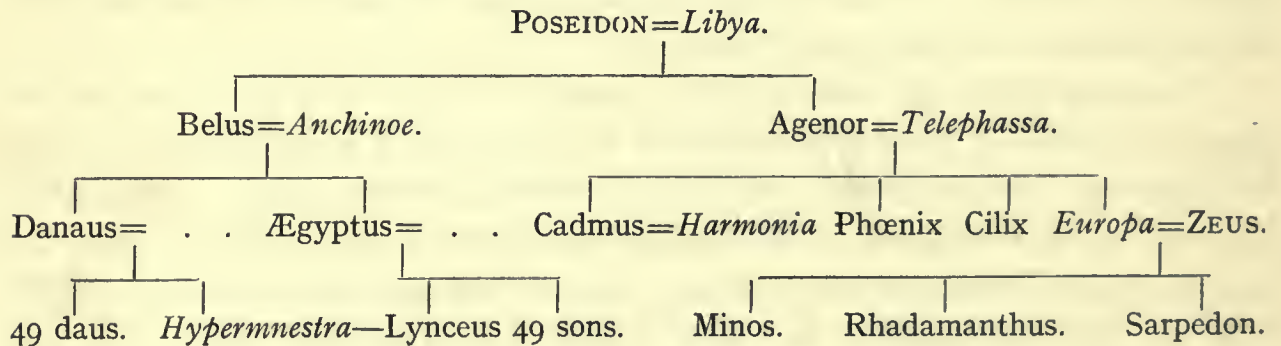 POSEIDON=Libya.
Belus=Anchinoe. Agenor=Telephassa.
Danaus= . . Ægyptus= . . Cadmus=Harmonia Phœnix Cilix Europa=ZEUS.
49 daus. Hypermnestra—Lynceus 49 sons. Minos. Rhadamanthus. Sarpedon.